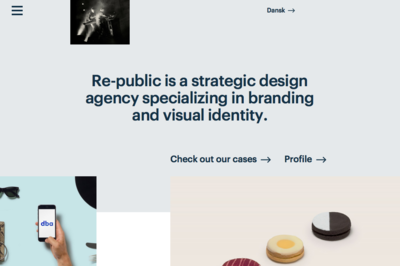 Dansk →
Re-public is a strategic design
agency specializing in branding
and visual identity.
Check out our cases → Profile →
dba